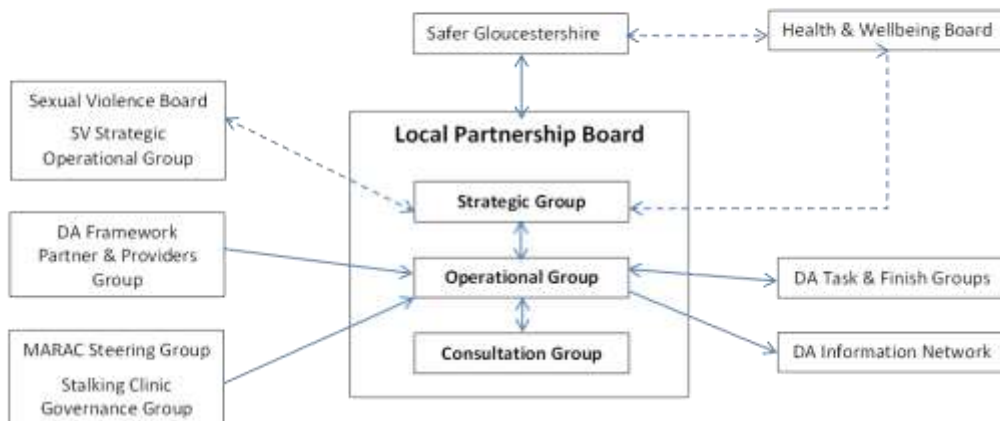 Safer Gloucestershire
Health & Wellbeing Board
Sexual Violence Board
SV Strategic
Operational Group
Local Partnership Board
Strategic Group
DA Framework
Partner & Providers
Group
Operational Group
DA Task & Finish Groups
MARAC Steering Group
Stalking Clinic
Governance Group
Consultation Group
DA Information Network